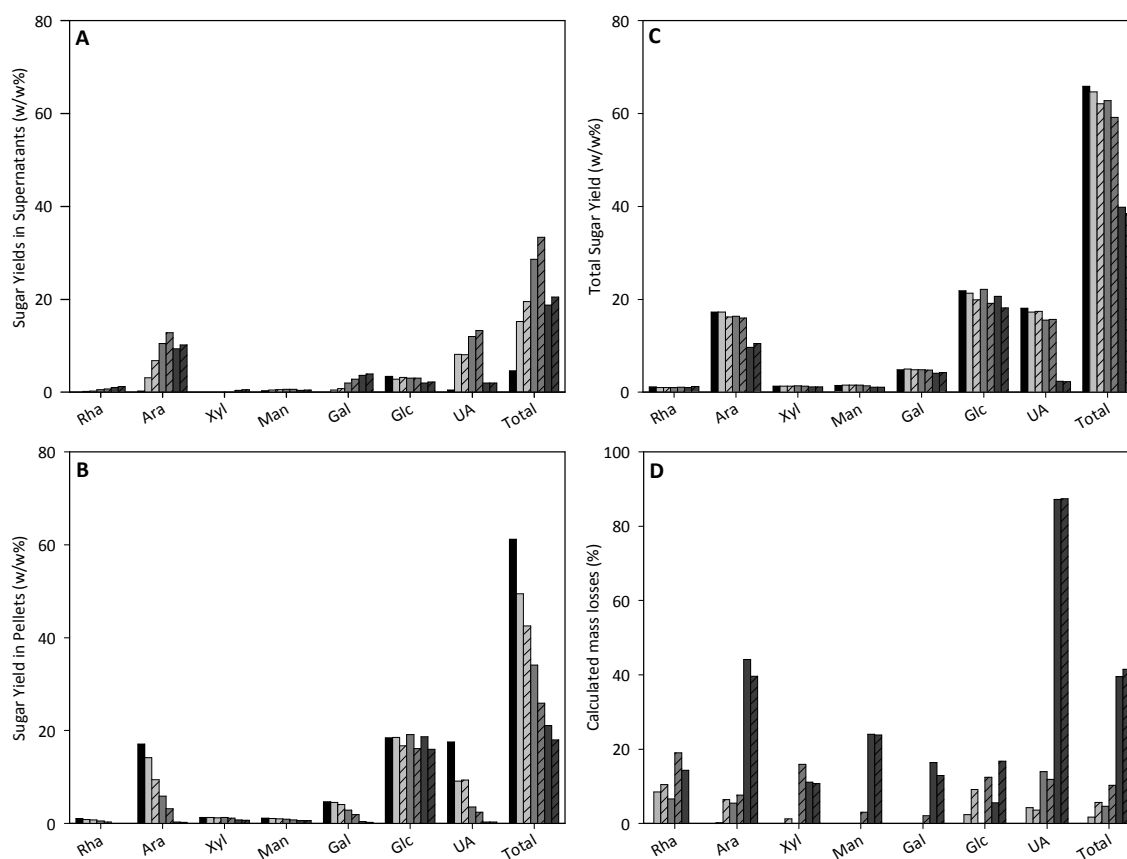 A
Sugar Yields in Supernatants (w/w%)
80
60
40
20
0
Rha Ara Xyl Man Gal Glc UA Total
C
Total Sugar Yield (w/w%)
80
60
40
20
0
Rha Ara Xyl Man Gal Glc UA Total
B
Sugar Yield in Pellets (w/w%)
80
60
40
20
0
Rha Ara Xyl Man Gal Glc UA Total
D
Calculated mass losses (%)
100
80
60
40
20
0
Rha Ara Xyl Man Gal Glc UA Total